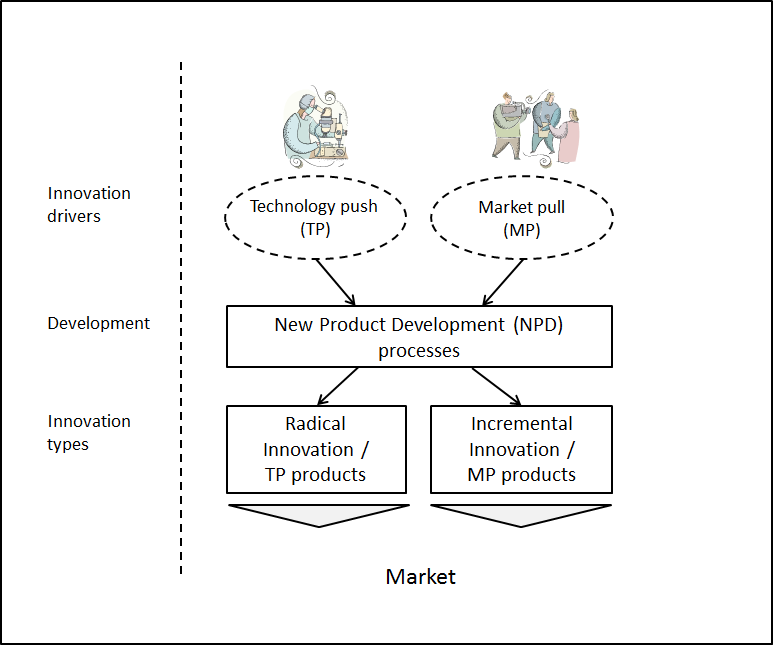 Innovation
drivers
Technology push
(TP)
Market pull
(MP)
Development
New Product Development (NPD)
processes
Innovation
types
Radical
Innovation /
TP products
Incremental
Innovation /
MP products
Market